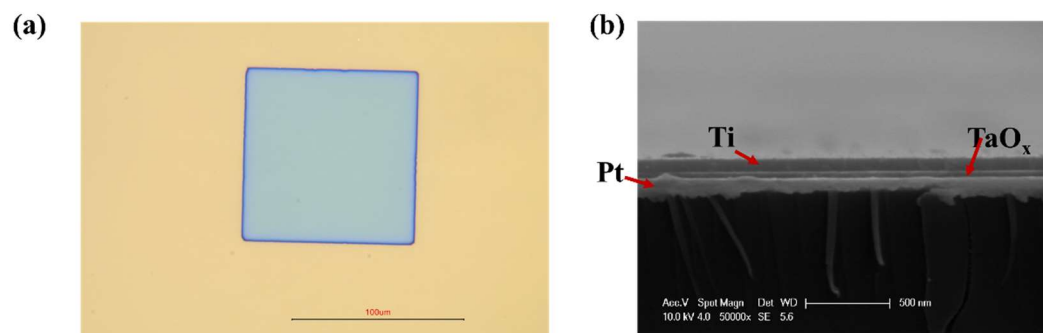 (a)
100um
(b)
Ti
TaOx
Pt
Acc.V Spot Magn Det WD 500 nm
10.0 kV 4.0 50000x SE 5.6